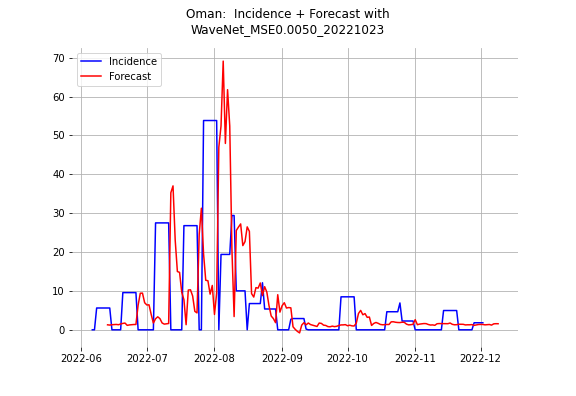 Oman:  Incidence + Forecast with
WaveNet_MSE0.0050_20221023
Incidence
Forecast
70
60
50
40
30
20
10
0
2022-06 2022-07 2022-08 2022-09 2022-10 2022-11 2022-12